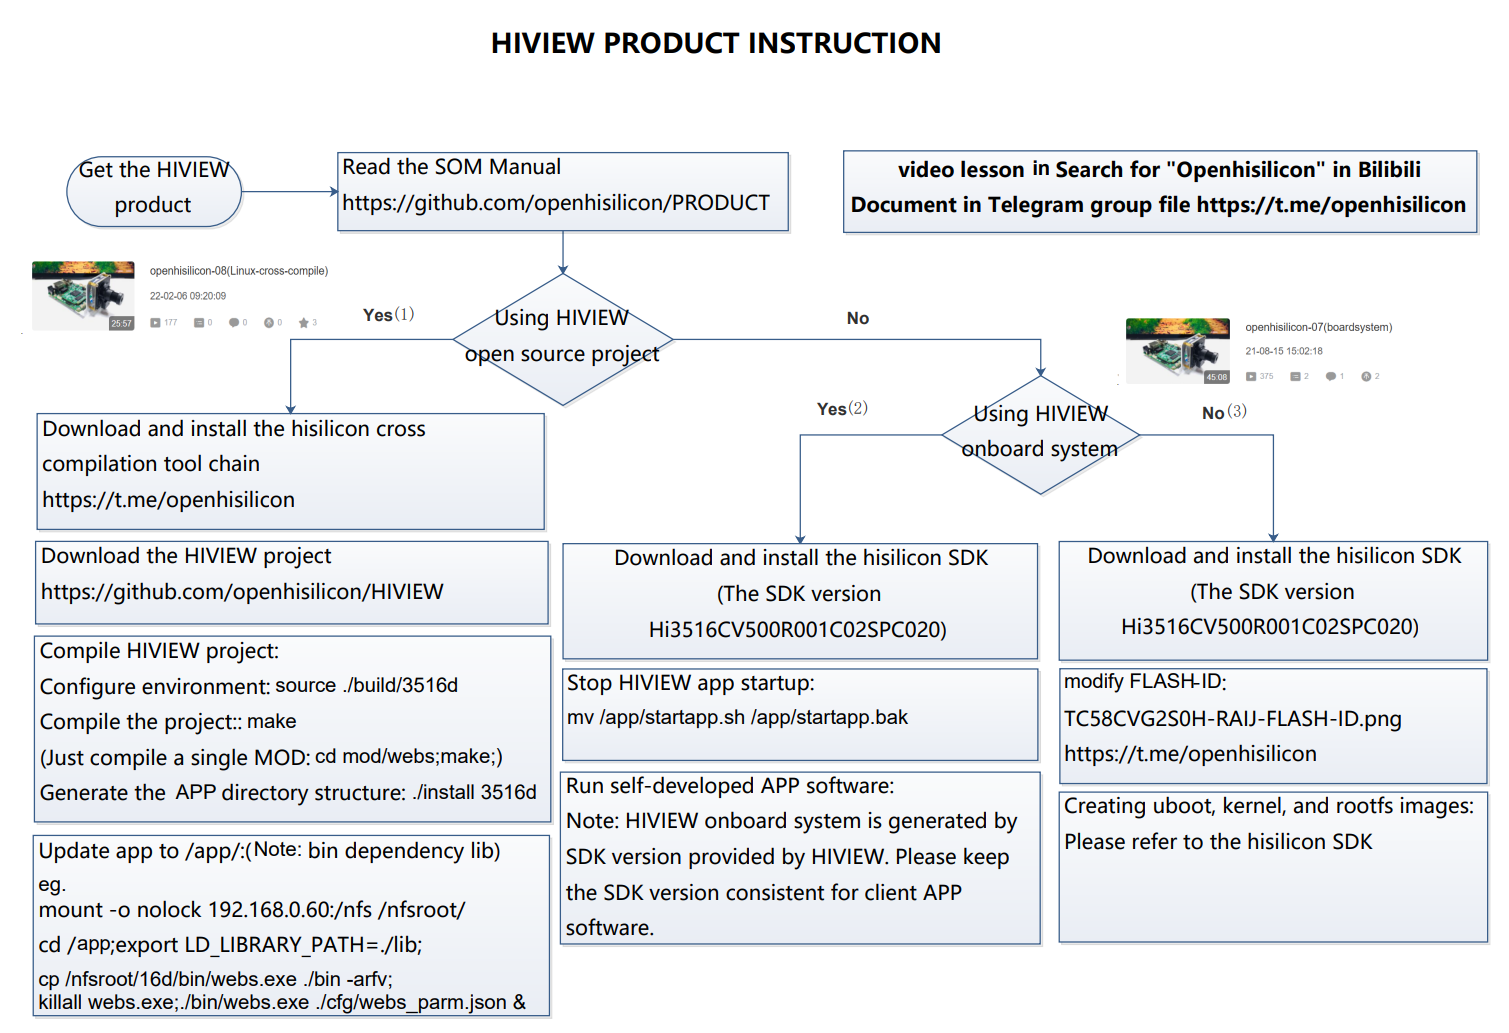 HIVIEW PRODUCT INSTRUCTION
Get the HIVIEW
product
Read the SOM Manual
https://github.com/openhisilicon/PRODUCT
video lesson in Search for "Openhisilicon" in Bilibili
Document in Telegram group file https://t.me/openhisilicon
openhisilicon-08(Linux-cross-compile)
22-02-06 09:20:09
25:57
177 0 0 0 3
Yes(1)
Using HIVIEW
open source project
No
openhisilicon-07(boardsystem)
21-08-15 15:02:18
45:08
375 2 1 2
Yes(2)
Using HIVIEW
onboard system
No(3)
Download and install the hisilicon cross
compilation tool chain
https://t.me/openhisilicon
Download the HIVIEW project
https://github.com/openhisilicon/HIVIEW
Compile HIVIEW project:
Configure environment: source ./build/3516d
Compile the project:: make
(Just compile a single MOD: cd mod/webs;make;)
Generate the APP directory structure: ./install 3516d
Update app to /app/:(Note: bin dependency lib)
eg.
mount -o nolock 192.168.0.60:/nfs /nfsroot/
cd /app;export LD_LIBRARY_PATH=./lib;
cp /nfsroot/16d/bin/webs.exe ./bin -arfv;
killall webs.exe;./bin/webs.exe ./cfg/webs_parm.json &
Download and install the hisilicon SDK
(The SDK version
Hi3516CV500R001C02SPC020)
Stop HIVIEW app startup:
mv /app/startapp.sh /app/startapp.bak
Run self-developed APP software:
Note: HIVIEW onboard system is generated by
SDK version provided by HIVIEW. Please keep
the SDK version consistent for client APP
software.
Download and install the hisilicon SDK
(The SDK version
Hi3516CV500R001C02SPC020)
modify FLASH-ID:
TC58CVG2S0H-RAIJ-FLASH-ID.png
https://t.me/openhisilicon
Creating uboot, kernel, and rootfs images:
Please refer to the hisilicon SDK